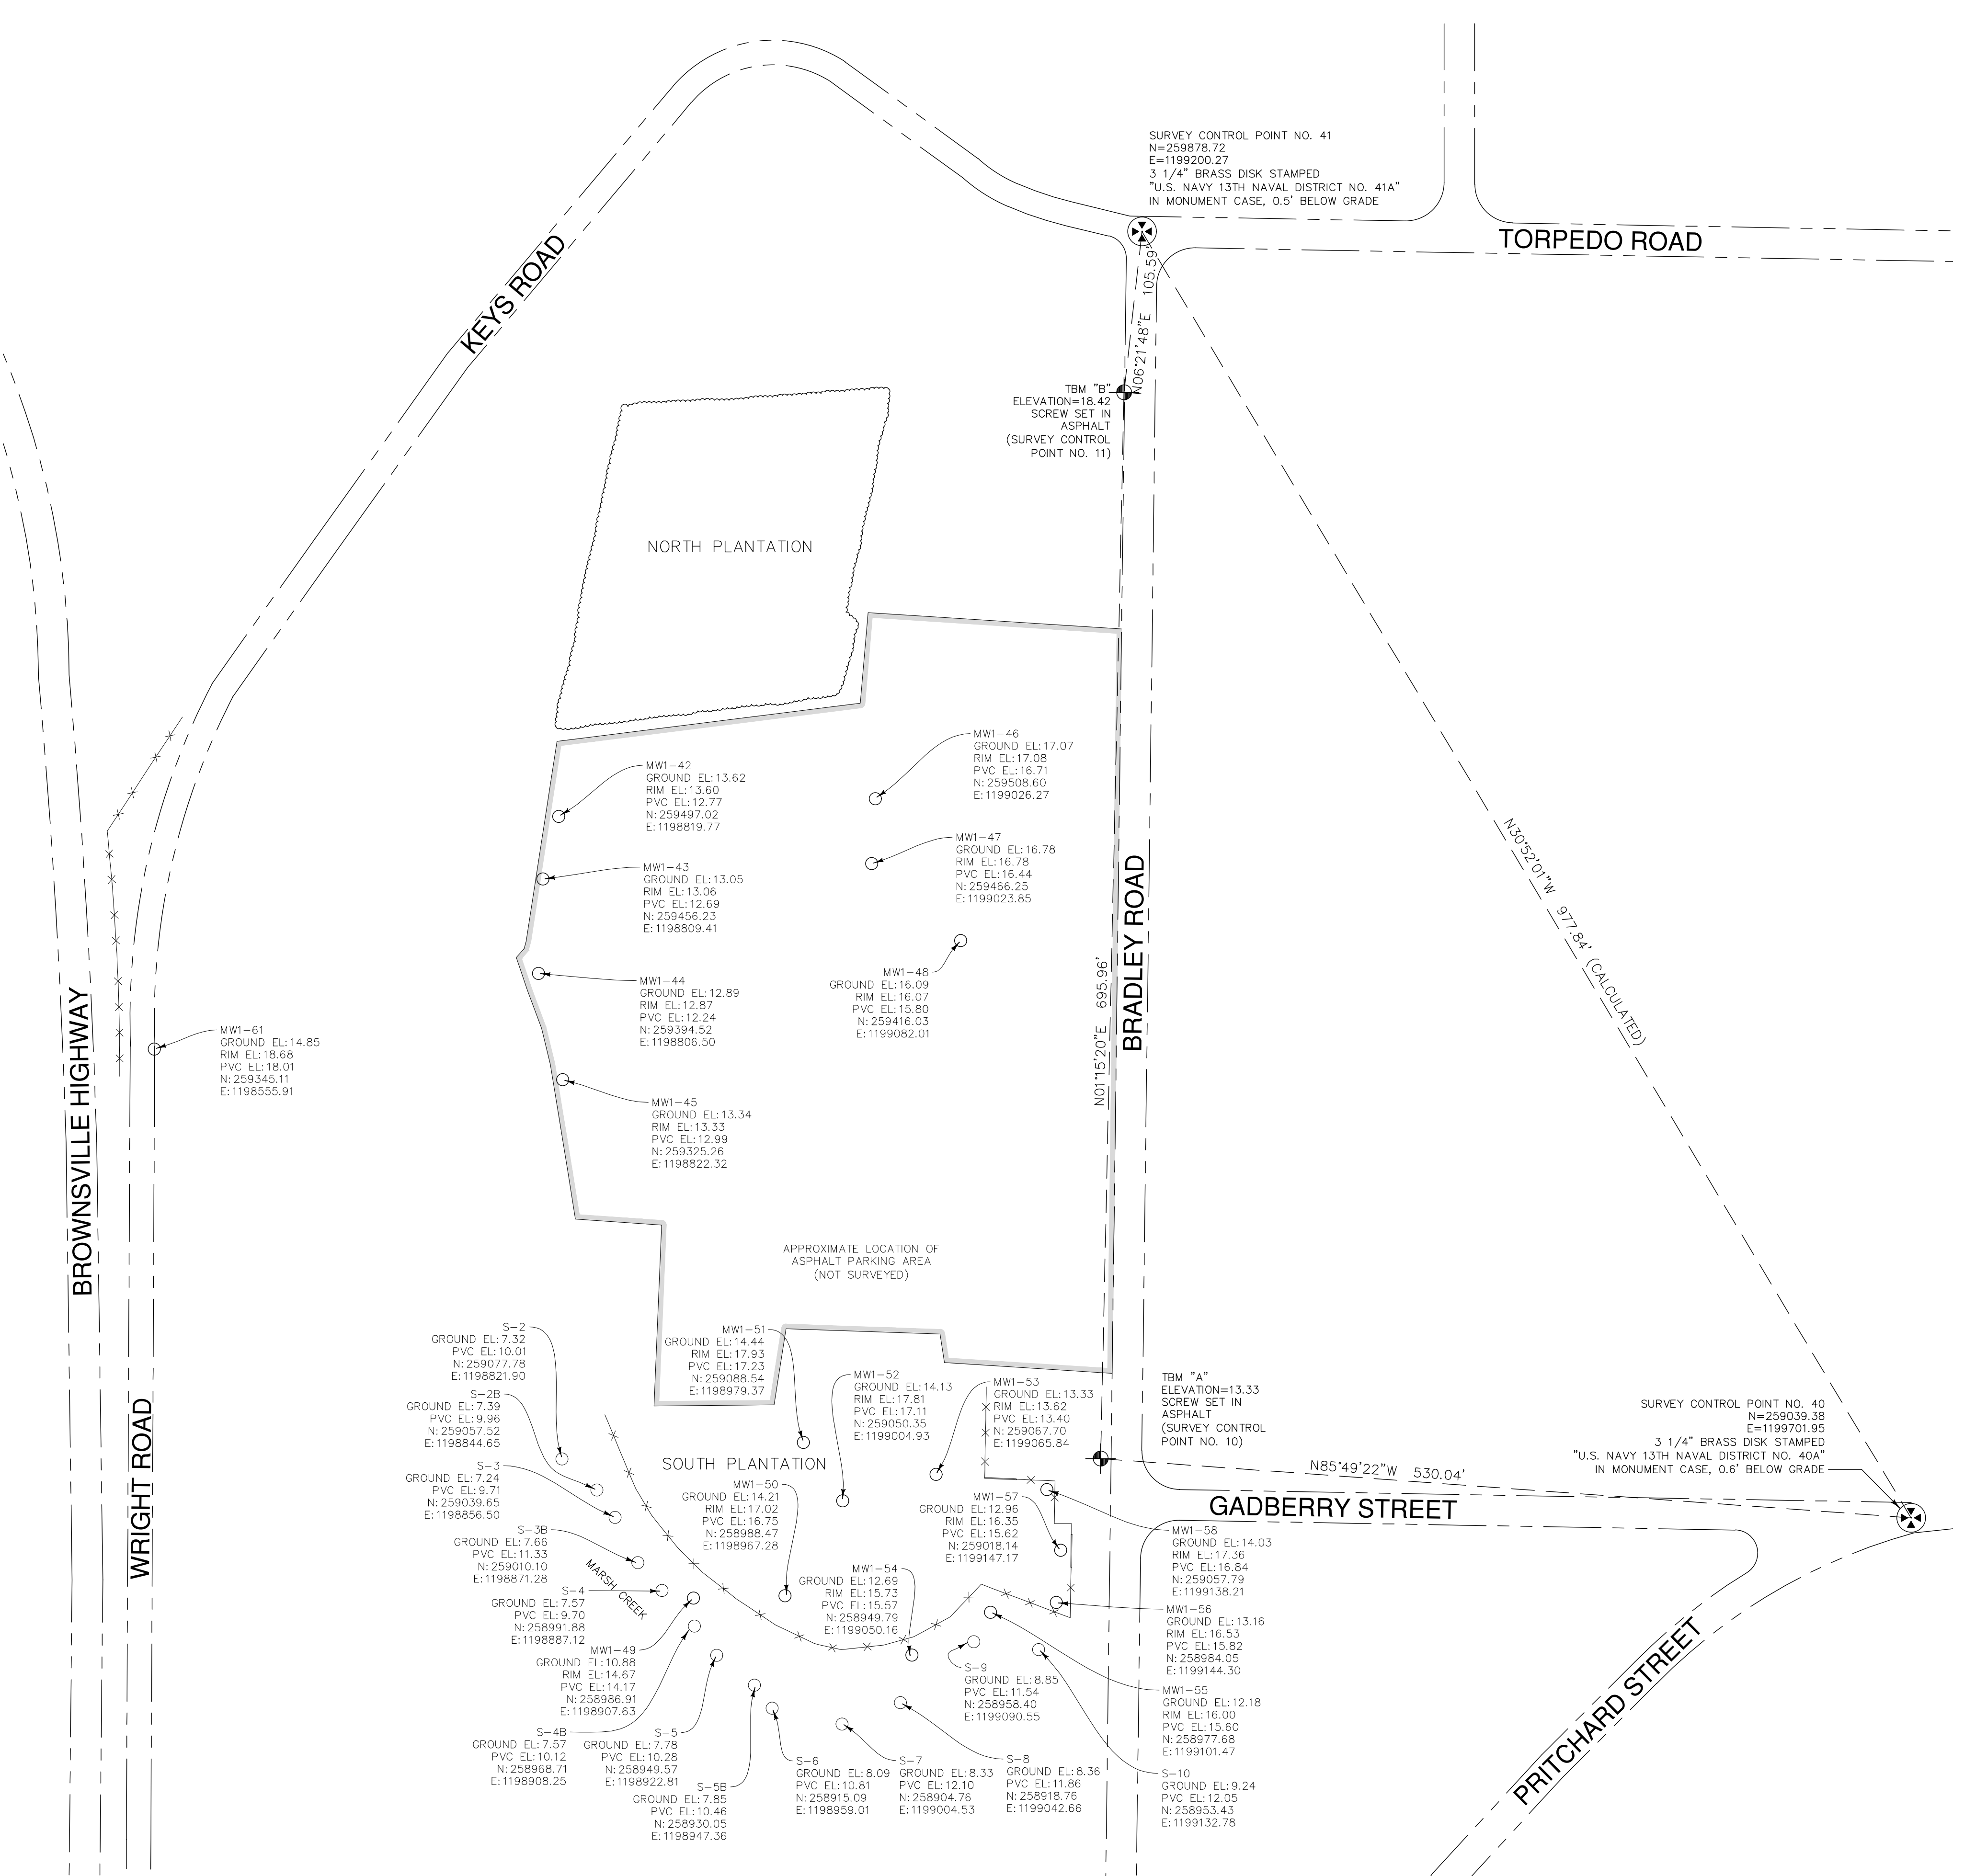 SURVEY CONTROL POINT NO. 41
N=259878.72
E=1199200.27
3 1/4" BRASS DISK STAMPED
"U.S. NAVY 13TH NAVAL DISTRICT NO. 41A"
IN MONUMENT CASE, 0.5' BELOW GRADE
TORPEDO ROAD
KEYS ROAD
N06°21'48"E 105.59'
TBM "B"
ELEVATION=18.42
SCREW SET IN
ASPHALT
(SURVEY CONTROL
POINT NO. 11)
NORTH PLANTATION
MW1-46
GROUND EL:17.07
RIM EL:17.08
PVC EL:16.71
N:259508.60
E:1199026.27
MW1-42
GROUND EL:13.62
RIM EL:13.60
PVC EL:12.77
N:259497.02
E:1198819.77
MW1-47
GROUND EL:16.78
RIM EL:16.78
PVC EL:16.44
N:259466.25
E:1199023.85
MW1-43
GROUND EL:13.05
RIM EL:13.06
PVC EL:12.69
N:259456.23
E:1198809.41
MW1-48
GROUND EL:16.09
RIM EL:16.07
PVC EL:15.80
N:259416.03
E:1199082.01
MW1-44
GROUND EL:12.89
RIM EL:12.87
PVC EL:12.24
N:259394.52
E:1198806.50
MW1-61
GROUND EL:14.85
RIM EL:18.68
PVC EL:18.01
N:259345.11
E:1198555.91
MW1-45
GROUND EL:13.34
RIM EL:13.33
PVC EL:12.99
N:259325.26
E:1198822.32
BRADLEY ROAD
N01°15'20"E 695.96'
N30°52'01"W 977.84' (CALCULATED)
BROWNSVILLE HIGHWAY
WRIGHT ROAD
APPROXIMATE LOCATION OF
ASPHALT PARKING AREA
(NOT SURVEYED)
S-2
GROUND EL:7.32
PVC EL:10.01
N:259077.78
E:1198821.90
S-2B
GROUND EL:7.39
PVC EL:9.96
N:259057.52
E:1198844.65
S-3
GROUND EL:7.24
PVC EL:9.71
N:259039.65
E:1198856.50
S-3B
GROUND EL:7.66
PVC EL:11.33
N:259010.10
E:1198871.28
S-4
GROUND EL:7.57
PVC EL:9.70
N:258991.88
E:1198887.12
MARSH CREEK
MW1-49
GROUND EL:10.88
RIM EL:14.67
PVC EL:14.17
N:258986.91
E:1198907.63
S-4B
GROUND EL:7.57
PVC EL:10.12
N:258968.71
E:1198908.25
S-5
GROUND EL:7.78
PVC EL:10.28
N:258949.57
E:1198922.81
S-5B
GROUND EL:7.85
PVC EL:10.46
N:258930.05
E:1198947.36
MW1-51
GROUND EL:14.44
RIM EL:17.93
PVC EL:17.23
N:259088.54
E:1198979.37
MW1-52
GROUND EL:14.13
RIM EL:17.81
PVC EL:17.11
N:259050.35
E:1199004.93
MW1-53
GROUND EL:13.33
RIM EL:13.62
PVC EL:13.40
N:259067.70
E:1199065.84
SOUTH PLANTATION
MW1-50
GROUND EL:14.21
RIM EL:17.02
PVC EL:16.75
N:258988.47
E:1198967.28
MW1-57
GROUND EL:12.96
RIM EL:16.35
PVC EL:15.62
N:259018.14
E:1199147.17
MW1-54
GROUND EL:12.69
RIM EL:15.73
PVC EL:15.57
N:258949.79
E:1199050.16
S-9
GROUND EL:8.85
PVC EL:11.54
N:258958.40
E:1199090.55
S-6
GROUND EL:8.09
PVC EL:10.81
N:258915.09
E:1198959.01
S-7
GROUND EL:8.33
PVC EL:12.10
N:258904.76
E:1199004.53
S-8
GROUND EL:8.36
PVC EL:11.86
N:258918.76
E:1199042.66
TBM "A"
ELEVATION=13.33
SCREW SET IN
ASPHALT
(SURVEY CONTROL
POINT NO. 10)
SURVEY CONTROL POINT NO. 40
N=259039.38
E=1199701.95
3 1/4" BRASS DISK STAMPED
"U.S. NAVY 13TH NAVAL DISTRICT NO. 40A"
IN MONUMENT CASE, 0.6' BELOW GRADE
N85°49'22"W 530.04'
GADBERRY STREET
MW1-58
GROUND EL:14.03
RIM EL:17.36
PVC EL:16.84
N:259057.79
E:1199138.21
MW1-56
GROUND EL:13.16
RIM EL:16.53
PVC EL:15.82
N:258984.05
E:1199144.30
MW1-55
GROUND EL:12.18
RIM EL:16.00
PVC EL:15.60
N:258977.68
E:1199101.47
S-10
GROUND EL:9.24
PVC EL:12.05
N:258953.43
E:1199132.78
PRITCHARD STREET